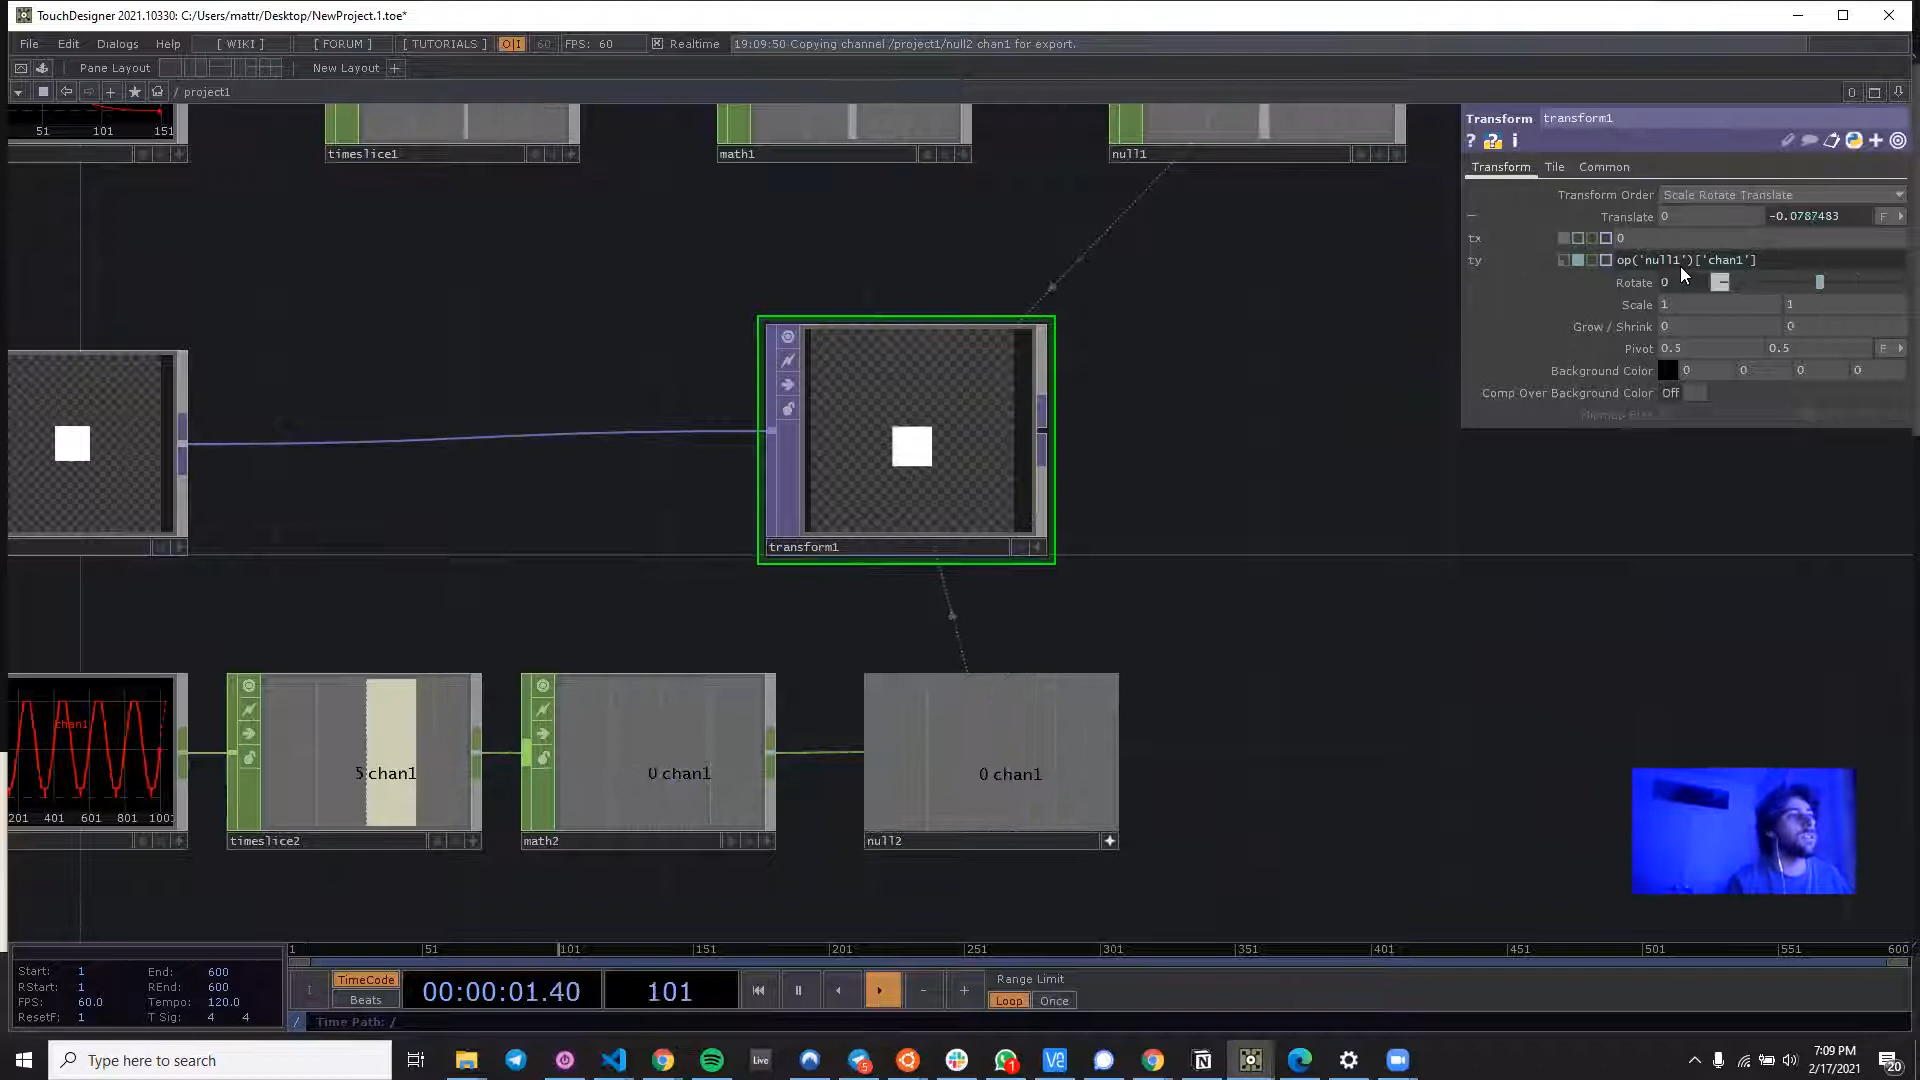 TouchDesigner 2021.10330: C:/Users/mattr/Desktop/NewProject.1.toe*
File Edit Dialogs Help [ WIKI ] [ FORUM ] [ TUTORIALS ] O|I 60 FPS: 60 Realtime 19:09:50 Copying channel /project1/null2 chan1 for export.
Pane Layout New Layout +
/ project1 0
51 101 151
timeslice1 math1 null1
Transform transform1
? ? i
Transform Tile Common
Transform Order Scale Rotate Translate
Translate 0 -0.0787483 F
tx 0
ty op('null1')['chan1']
Rotate 0
Scale 1 1
Grow / Shrink 0 0
Pivot 0.5 0.5 F
Background Color 0 0 0 0
Comp Over Background Color Off
transform1
chan1
201 401 601 801 1001
5 chan1
0 chan1
0 chan1
timeslice2 math2 null2
1 51 101 151 201 251 301 351 401 451 501 551 600
Start: 1 End: 600
RStart: 1 REnd: 600
FPS: 60.0 Tempo: 120.0
ResetF: 1 T Sig: 4 4
TimeCode
Beats
00:00:01.40 101
Range Limit
Loop Once
/ Time Path: /
Type here to search
Live
5
1
7:09 PM
2/17/2021
20